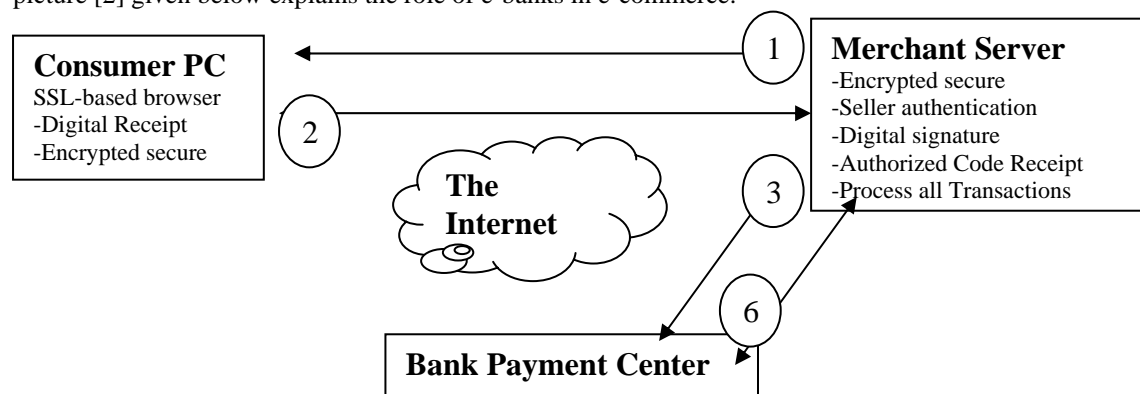 picture [2] given below explains the role of e-banks in e-commerce.
1
Consumer PC
SSL-based browser
-Digital Receipt
-Encrypted secure
2
Merchant Server
-Encrypted secure
-Seller authentication
-Digital signature
-Authorized Code Receipt
-Process all Transactions
The
Internet
3
6
Bank Payment Center